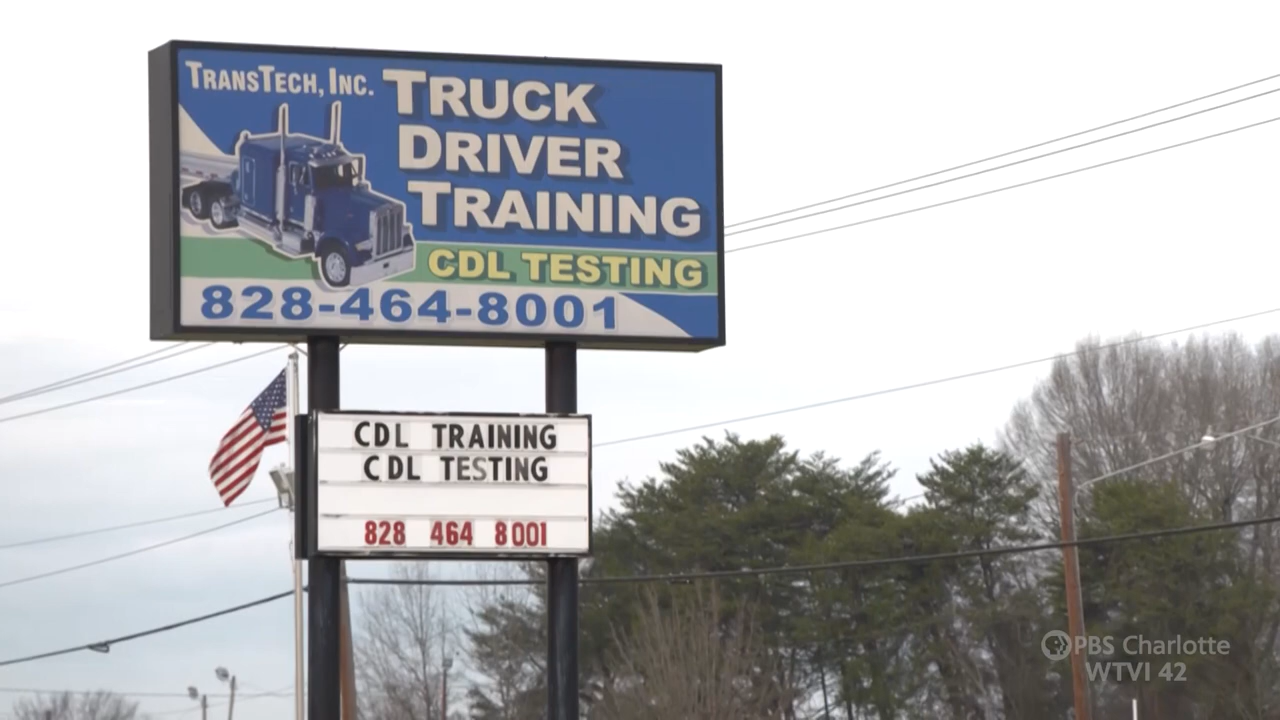 TRANSTECH, INC.
TRUCK
DRIVER
TRAINING
CDL TESTING
828-464-8001
CDL TRAINING
CDL TESTING
828 464 8001
PBS Charlotte
WTVI 42